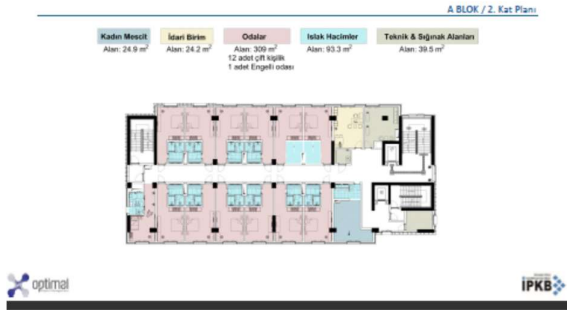 A BLOK / 2. Kat Planı
Kadın Mescit
Alan: 24.9 m²
İdari Birim
Alan: 24.2 m²
Odalar
Alan: 309 m²
12 adet çift kişilik
1 adet Engelli odası
Islak Hacimler
Alan: 93.3 m²
Teknik & Sığınak Alanları
Alan: 39.5 m²
optimal
İPKB